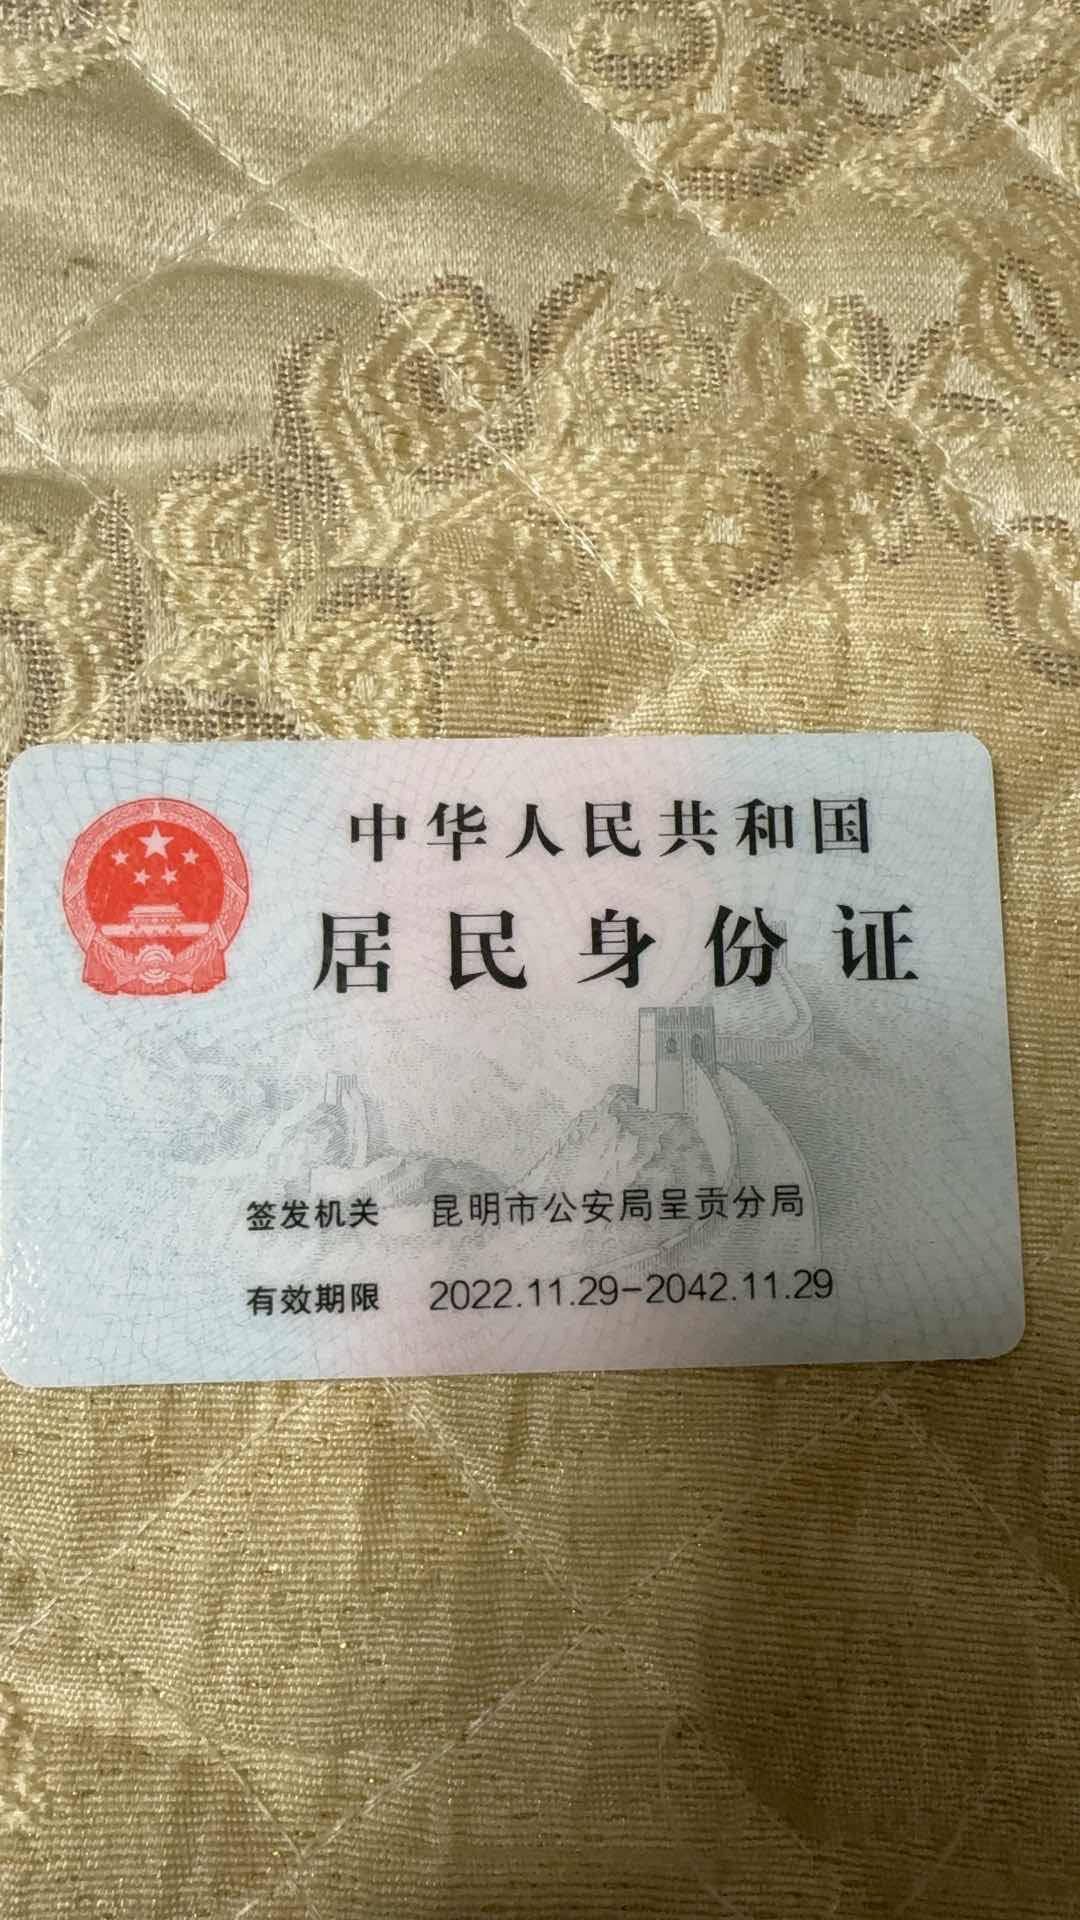 中华人民共和国
居民身份证
签发机关 昆明市公安局呈贡分局
有效期限 2022.11.29-2042.11.29